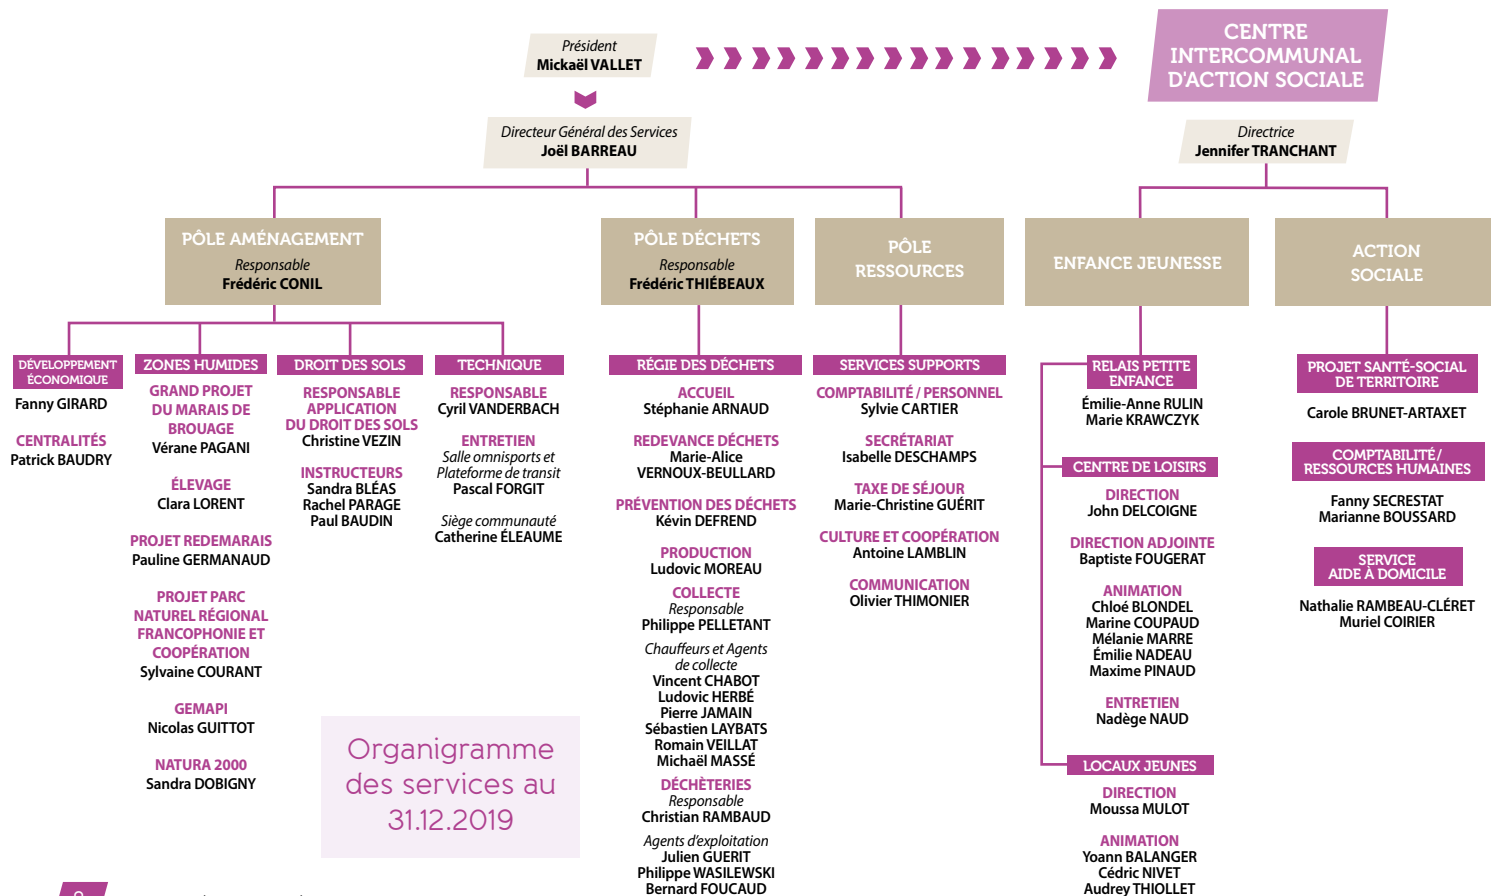 Président
Mickaël VALLET
CENTRE
INTERCOMMUNAL
D'ACTION SOCIALE
Directeur Général des Services
Joël BARREAU
Directrice
Jennifer TRANCHANT
PÔLE AMÉNAGEMENT
Responsable
Frédéric CONIL
DÉVELOPPEMENT
ÉCONOMIQUE
Fanny GIRARD
CENTRALITÉS
Patrick BAUDRY
ZONES HUMIDES
GRAND PROJET
DU MARAIS DE
BROUAGE
Vérane PAGANI
ÉLEVAGE
Clara LORENT
PROJET REDEMARAIS
Pauline GERMANAUD
PROJET PARC
NATUREL RÉGIONAL
FRANCOPHONIE ET
COOPÉRATION
Sylvaine COURANT
GEMAPI
Nicolas GUITTOT
NATURA 2000
Sandra DOBIGNY
DROIT DES SOLS
RESPONSABLE
APPLICATION
DU DROIT DES SOLS
Christine VEZIN
INSTRUCTEURS
Sandra BLÉAS
Rachel PARAGE
Paul BAUDIN
TECHNIQUE
RESPONSABLE
Cyril VANDERBACH
ENTRETIEN
Salle omnisports et
Plateforme de transit
Pascal FORGIT
Siège communauté
Catherine ÉLEAUME
PÔLE DÉCHETS
Responsable
Frédéric THIÉBEAUX
RÉGIE DES DÉCHETS
ACCUEIL
Stéphanie ARNAUD
REDEVANCE DÉCHETS
Marie-Alice
VERNOUX-BEULLARD
PRÉVENTION DES DÉCHETS
Kévin DEFREND
PRODUCTION
Ludovic MOREAU
COLLECTE
Responsable
Philippe PELLETANT
Chauffeurs et Agents
de collecte
Vincent CHABOT
Ludovic HERBÉ
Pierre JAMAIN
Sébastien LAYBATS
Romain VEILLAT
Michaël MASSÉ
DÉCHÈTERIES
Responsable
Christian RAMBAUD
Agents d'exploitation
Julien GUERIT
Philippe WASILEWSKI
Bernard FOUCAUD
PÔLE
RESSOURCES
SERVICES SUPPORTS
COMPTABILITÉ / PERSONNEL
Sylvie CARTIER
SECRÉTARIAT
Isabelle DESCHAMPS
TAXE DE SÉJOUR
Marie-Christine GUÉRIT
CULTURE ET COOPÉRATION
Antoine LAMBLIN
COMMUNICATION
Olivier THIMONIER
ENFANCE JEUNESSE
RELAIS PETITE
ENFANCE
Émilie-Anne RULIN
Marie KRAWCZYK
CENTRE DE LOISIRS
DIRECTION
John DELCOIGNE
DIRECTION ADJOINTE
Baptiste FOUGERAT
ANIMATION
Chloé BLONDEL
Marine COUPAUD
Mélanie MARRE
Émilie NADEAU
Maxime PINAUD
ENTRETIEN
Nadège NAUD
LOCAUX JEUNES
DIRECTION
Moussa MULOT
ANIMATION
Yoann BALANGER
Cédric NIVET
Audrey THIOLLET
ACTION
SOCIALE
PROJET SANTÉ-SOCIAL
DE TERRITOIRE
Carole BRUNET-ARTAXET
COMPTABILITÉ/
RESSOURCES HUMAINES
Fanny SECRESTAT
Marianne BOUSSARD
SERVICE
AIDE À DOMICILE
Nathalie RAMBEAU-CLÉRET
Muriel COIRIER
Organigramme
des services au
31.12.2019